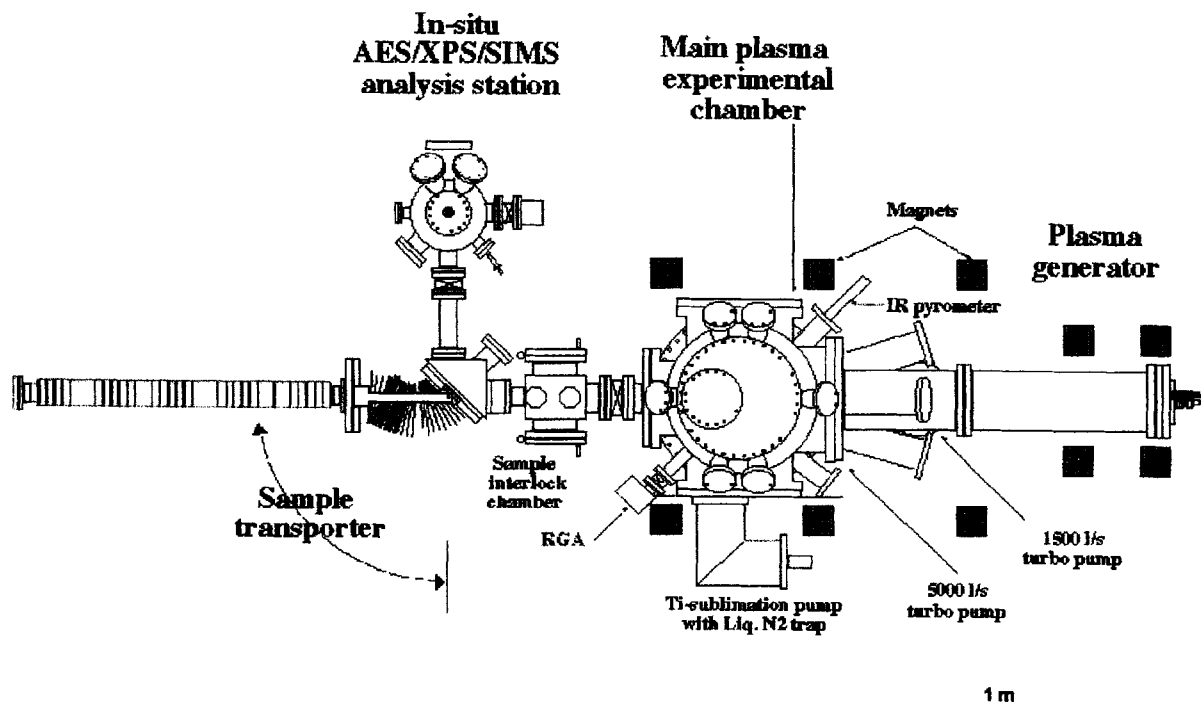 In-situ
AES/XPS/SIMS
analysis station
Main plasma
experimental
chamber
Magnets
Plasma
generator
IR pyrometer
Sample
interlock
chamber
Sample
transporter
RGA
1500 l/s
turbo pump
5000 l/s
turbo pump
Ti-sublimation pump
with Liq. N2 trap
1 m